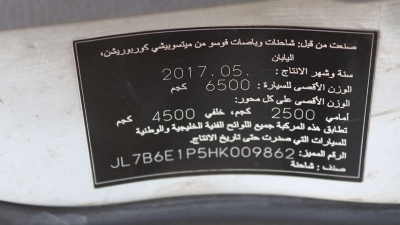 صنعت من قبل: شاحنات وباصات فوسو من ميتسوبيشي كوربوريشن،
اليابان
سنة وشهر الانتاج : 2017.05.
الوزن الأقصى للسيارة : 6500 كجم
الوزن الأقصى على كل محور:
أمامي 2500 كجم، خلفي 4500 كجم
تطابق هذه المركبة جميع اللوائح الفنية الخليجية والوطنية
للسيارات التي صدرت حتى تاريخ الانتاج.
الرقم المميز: JL7B6E1P5HK009862
صنف : شاحنة